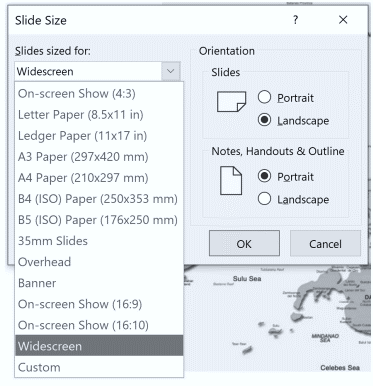 Slide Size ? ×
Slides sized for:
Widescreen
On-screen Show (4:3)
Letter Paper (8.5x11 in)
Ledger Paper (11x17 in)
A3 Paper (297x420 mm)
A4 Paper (210x297 mm)
B4 (ISO) Paper (250x353 mm)
B5 (ISO) Paper (176x250 mm)
35mm Slides
Overhead
Banner
On-screen Show (16:9)
On-screen Show (16:10)
Widescreen
Custom
Orientation
Slides
Portrait
Landscape
Notes, Handouts & Outline
Portrait
Landscape
OK Cancel
Sulu Sea
MINDANAO
SEA
Celebes Sea